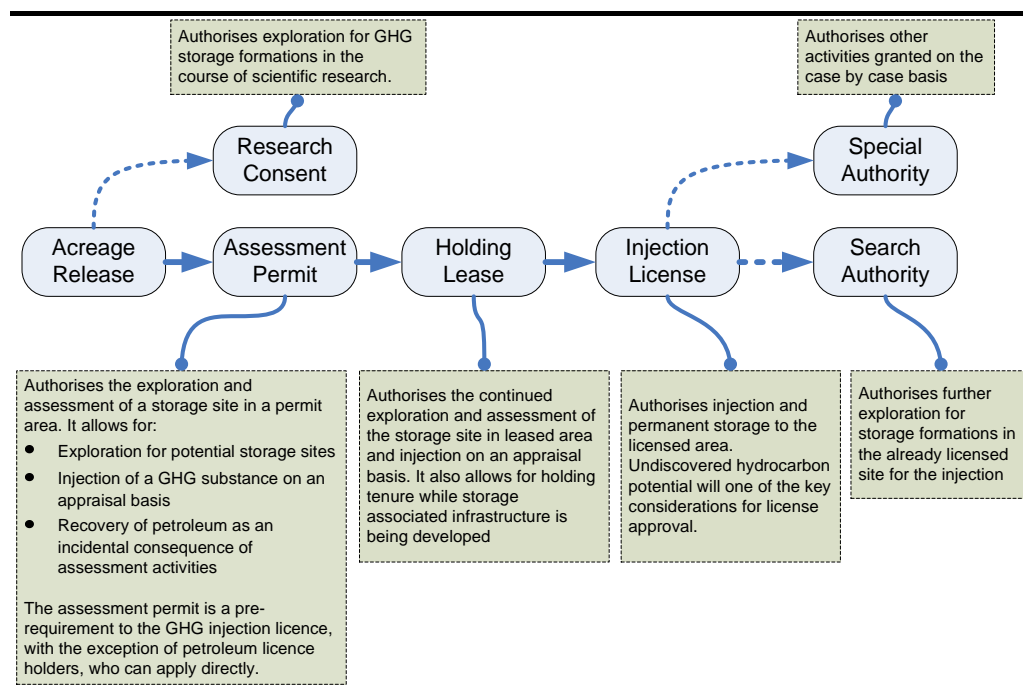 Authorises exploration for GHG
storage formations in the
course of scientific research.
Authorises other
activities granted on the
case by case basis
Research
Consent
Special
Authority
Acreage
Release
Assessment
Permit
Holding
Lease
Injection
License
Search
Authority
Authorises the exploration and
assessment of a storage site in a permit
area. It allows for:
● Exploration for potential storage sites
● Injection of a GHG substance on an
appraisal basis
● Recovery of petroleum as an
incidental consequence of
assessment activities
The assessment permit is a pre-
requirement to the GHG injection licence,
with the exception of petroleum licence
holders, who can apply directly.
Authorises the continued
exploration and assessment of
the storage site in leased area
and injection on an appraisal
basis. It also allows for holding
tenure while storage
associated infrastructure is
being developed
Authorises injection and
permanent storage to the
licensed area.
Undiscovered hydrocarbon
potential will one of the key
considerations for license
approval.
Authorises further
exploration for
storage formations in
the already licensed
site for the injection